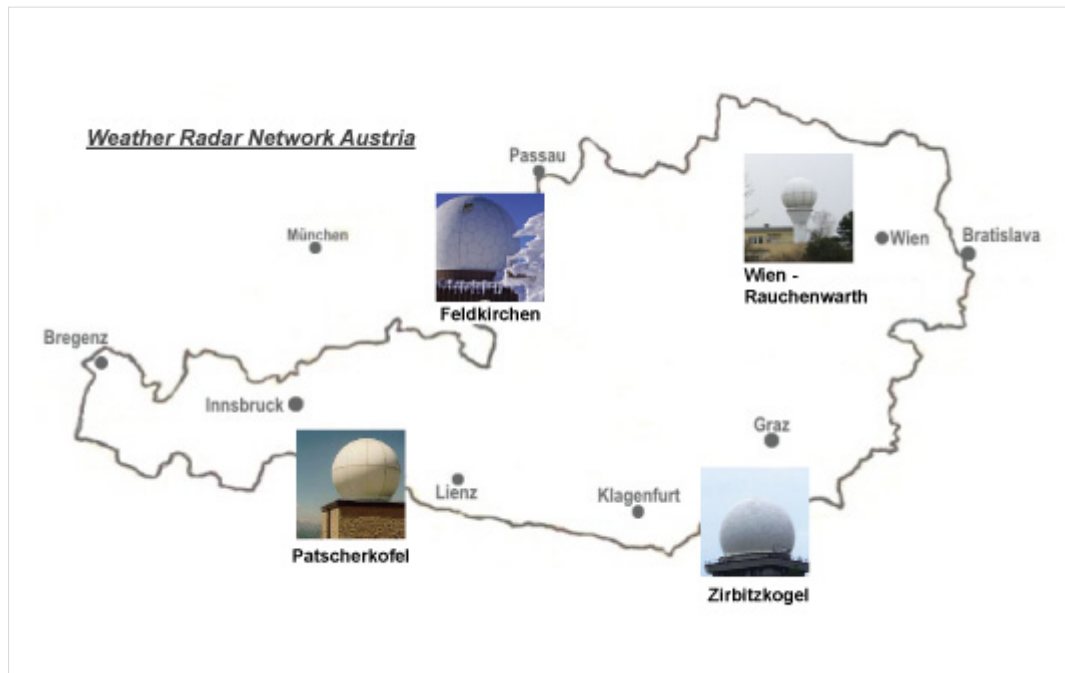 Weather Radar Network Austria
Passau
München
Wien
Bratislava
Wien -
Rauchenwarth
Feldkirchen
Bregenz
Innsbruck
Graz
Lienz
Klagenfurt
Patscherkofel
Zirbitzkogel